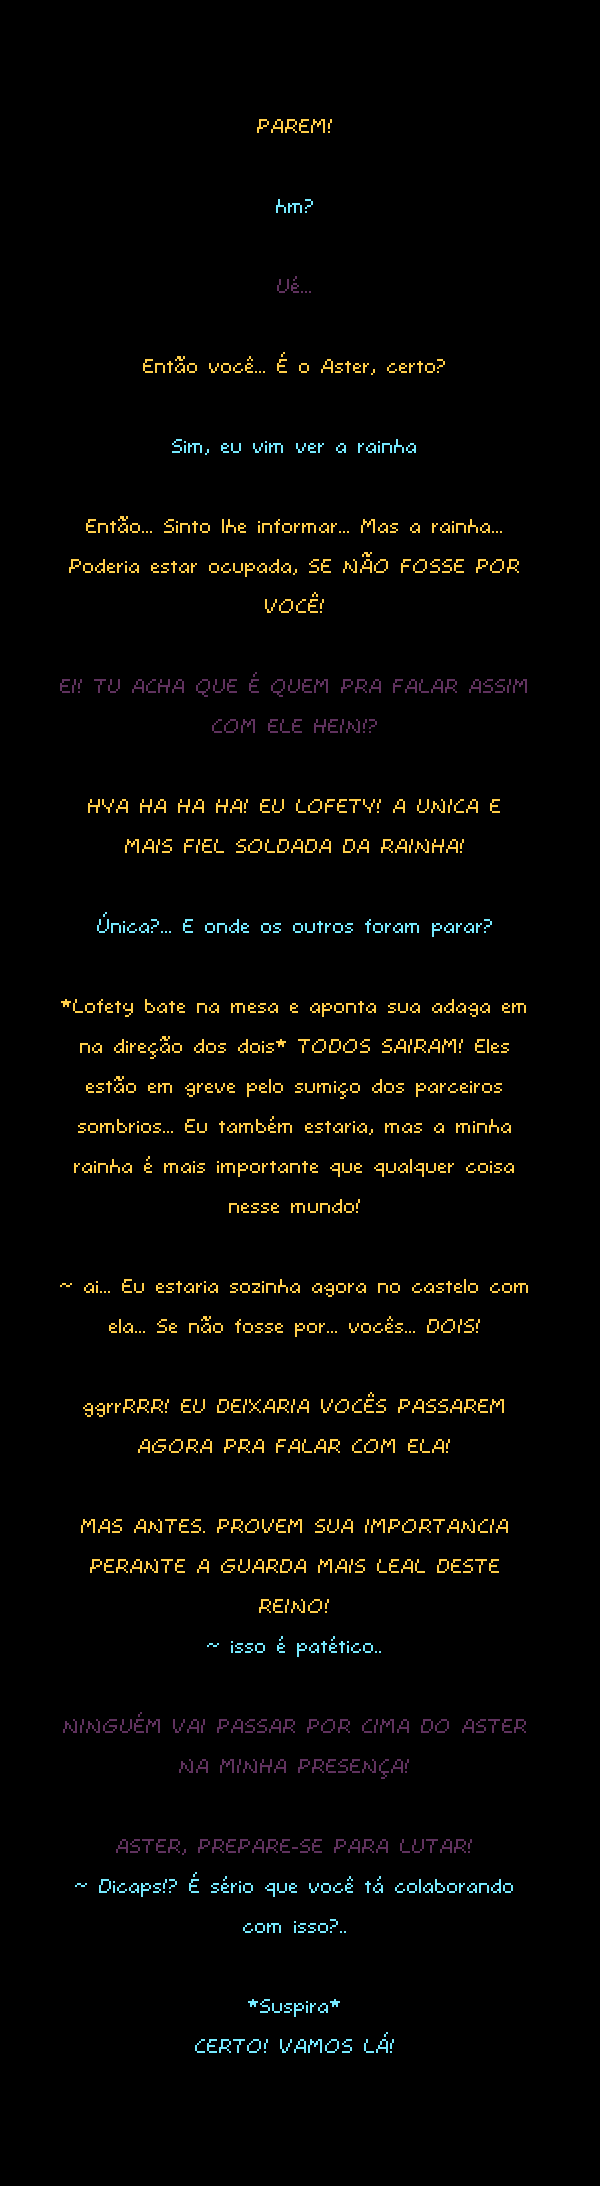 PAREM!
hm?
Ué...
Então você... É o Aster, certo?
Sim, eu vim ver a rainha
Então... Sinto lhe informar... Mas a rainha...
Poderia estar ocupada, SE NÃO FOSSE POR
VOCÊ!
EI! TU ACHA QUE É QUEM PRA FALAR ASSIM
COM ELE HEIN!?
HYA HA HA HA! EU LOFETY! A UNICA E
MAIS FIEL SOLDADA DA RAINHA!
Única?... E onde os outros foram parar?
*Lofety bate na mesa e aponta sua adaga em
na direção dos dois* TODOS SAIRAM! Eles
estão em greve pelo sumiço dos parceiros
sombrios... Eu também estaria, mas a minha
rainha é mais importante que qualquer coisa
nesse mundo!
~ ai... Eu estaria sozinha agora no castelo com
ela... Se não fosse por... vocês... DOIS!
ggrrRRR! EU DEIXARIA VOCÊS PASSAREM
AGORA PRA FALAR COM ELA!
MAS ANTES. PROVEM SUA IMPORTANCIA
PERANTE A GUARDA MAIS LEAL DESTE
REINO!
~ isso é patético..
NINGUÉM VAI PASSAR POR CIMA DO ASTER
NA MINHA PRESENÇA!
ASTER, PREPARE-SE PARA LUTAR!
~ Dicaps!? É sério que você tá colaborando
com isso?..
*Suspira*
CERTO! VAMOS LÁ!